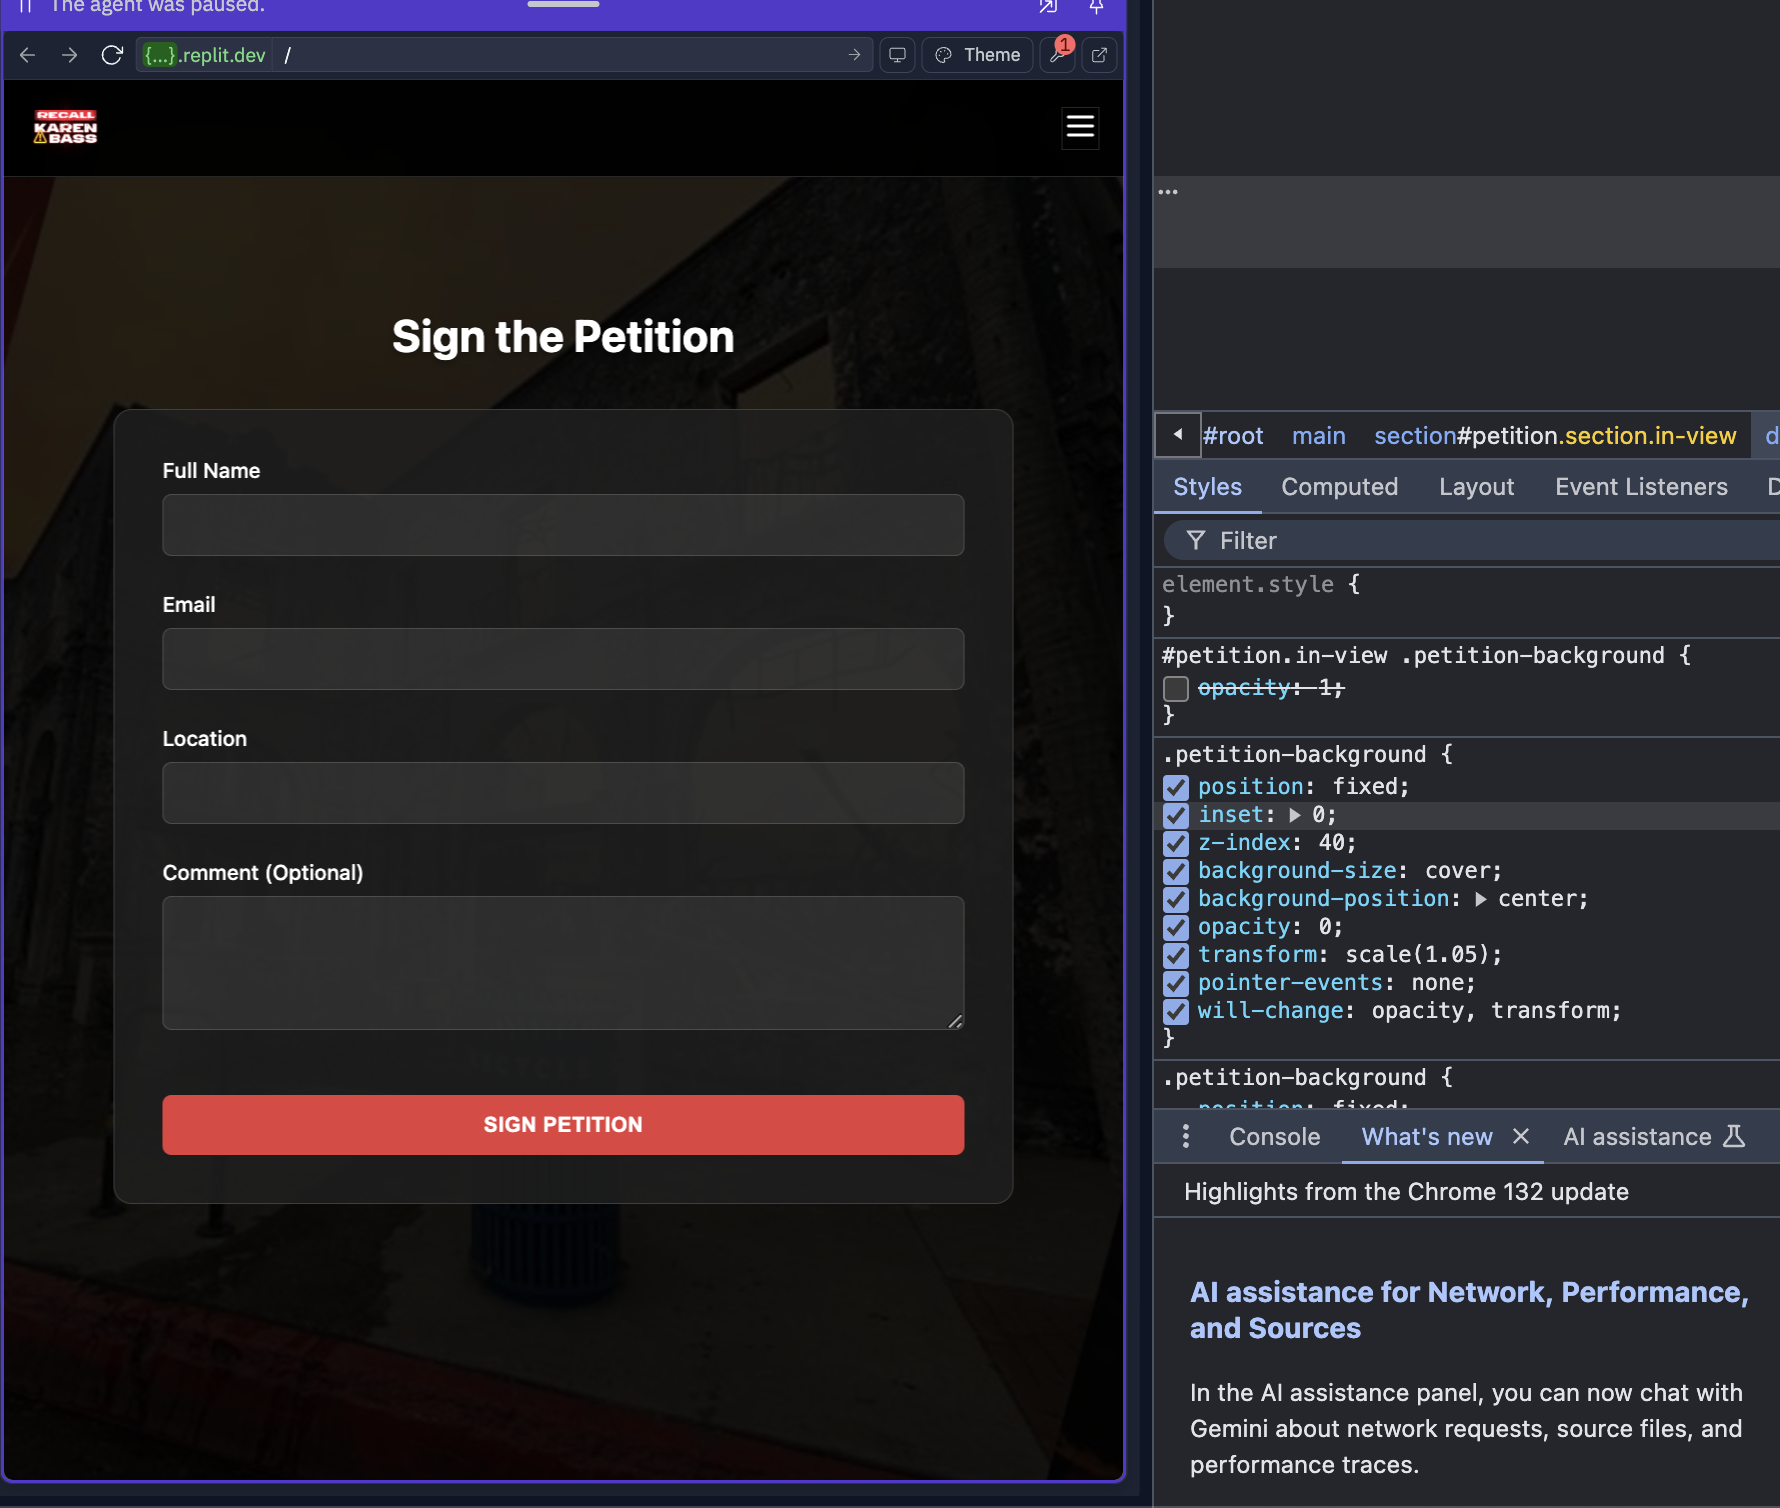 The agent was paused.
{...}.replit.dev /
Theme
1
RECALL
KAREN
BASS
Sign the Petition
Full Name
Email
Location
Comment (Optional)
SIGN PETITION
...
#root main section#petition.section.in-view d
Styles Computed Layout Event Listeners D
Filter
element.style {
}
#petition.in-view .petition-background {
opacity: 1;
}
.petition-background {
position: fixed;
inset: 0;
z-index: 40;
background-size: cover;
background-position: center;
opacity: 0;
transform: scale(1.05);
pointer-events: none;
will-change: opacity, transform;
}
.petition-background {
position: fixed;
Console What's new AI assistance
Highlights from the Chrome 132 update
AI assistance for Network, Performance,
and Sources
In the AI assistance panel, you can now chat with
Gemini about network requests, source files, and
performance traces.